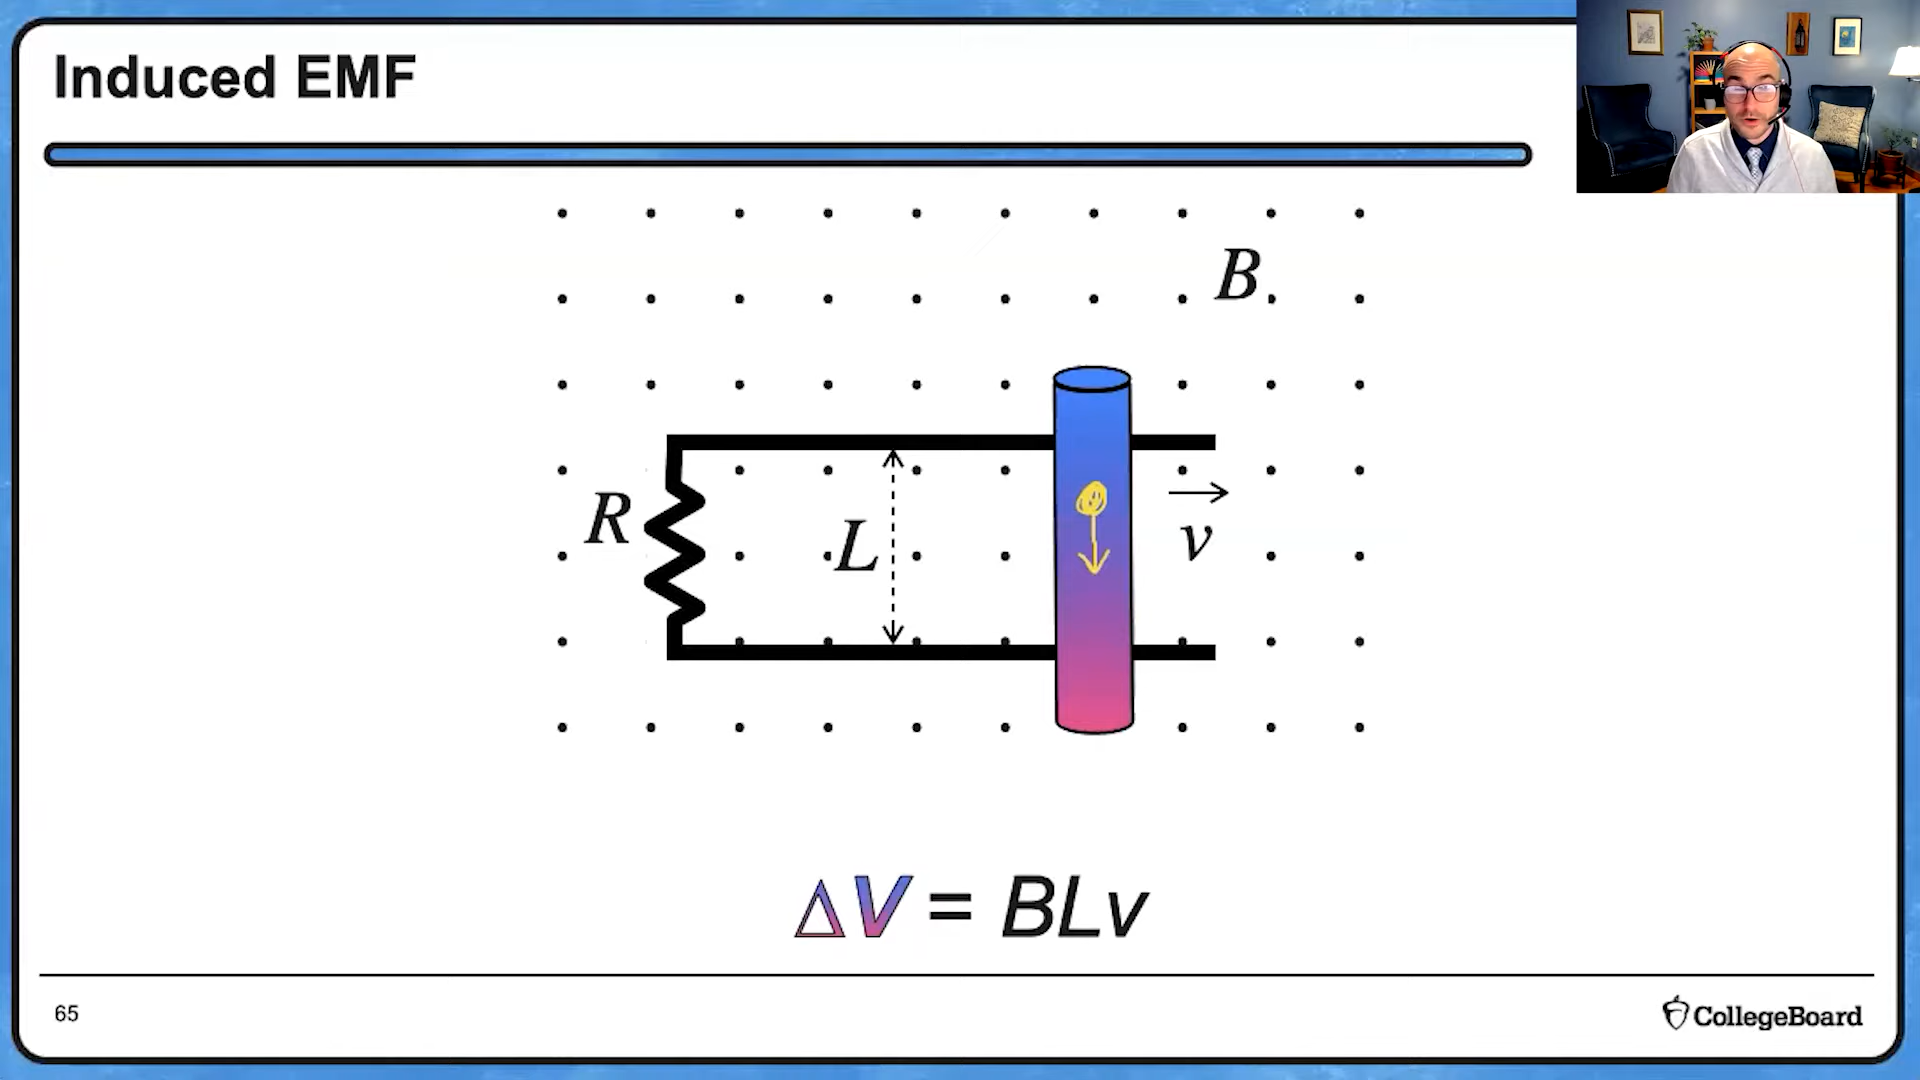 Induced EMF
B
R
L
v
ΔV = BLv
65
CollegeBoard